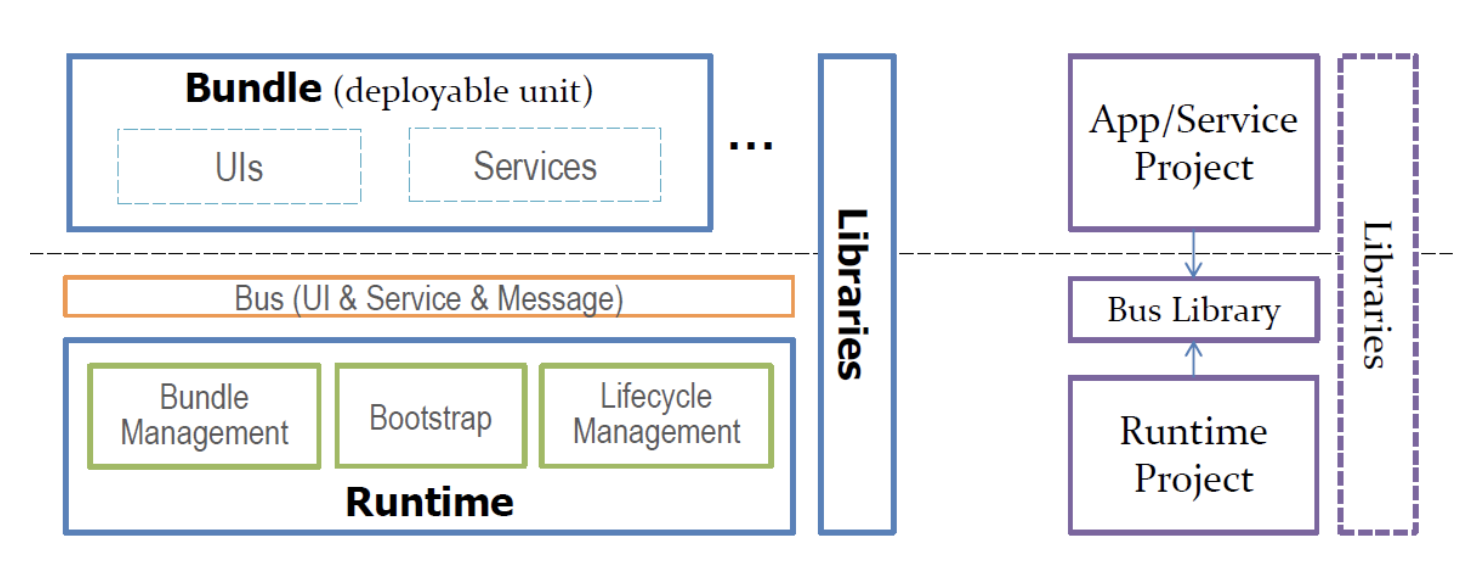 Bundle (deployable unit)
UIs
Services
...
Libraries
Bus (UI & Service & Message)
Bundle
Management
Bootstrap
Lifecycle
Management
Runtime
App/Service
Project
Bus Library
Runtime
Project
Libraries